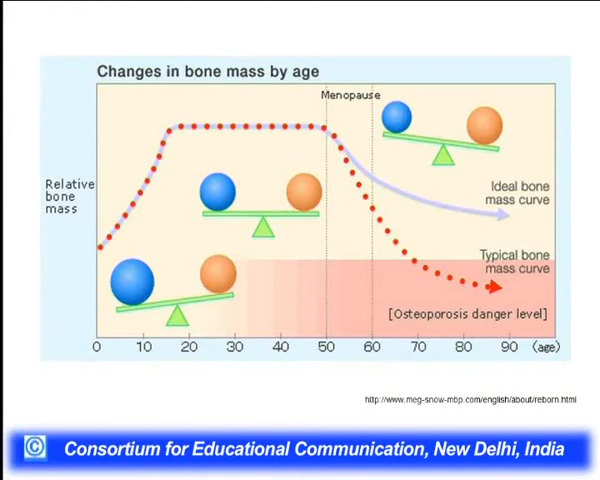 Changes in bone mass by age
Menopause
Relative
bone
mass
Ideal bone
mass curve
Typical bone
mass curve
[Osteoporosis danger level]
0 10 20 30 40 50 60 70 80 90 (age)
http://www.meg-snow-mbp.com/english/about/reborn.html
© Consortium for Educational Communication, New Delhi, India